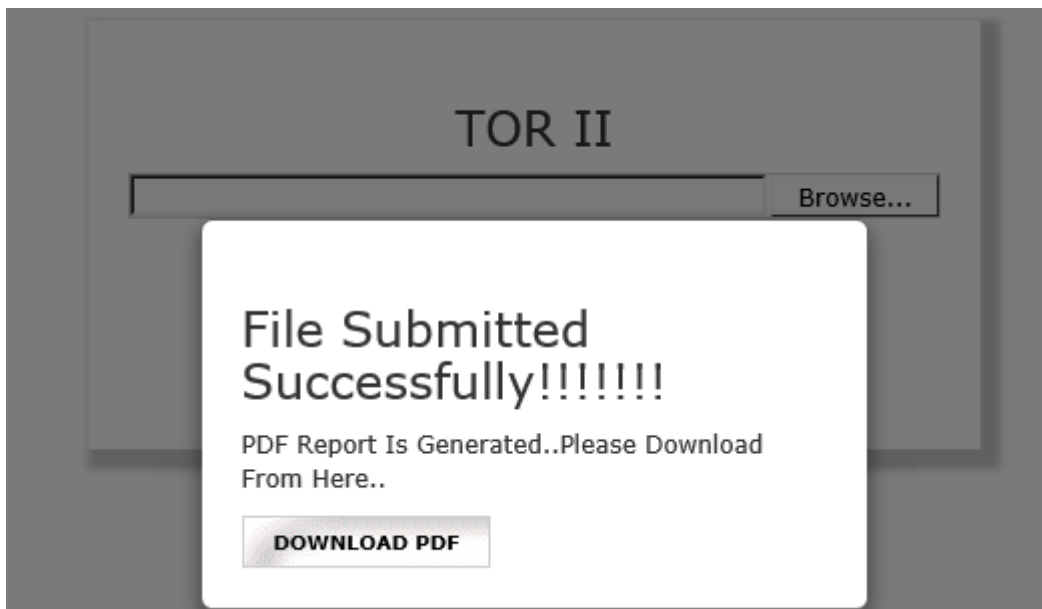 TOR II
Browse...
File Submitted
Successfully!!!!!!!
PDF Report Is Generated..Please Download
From Here..
DOWNLOAD PDF